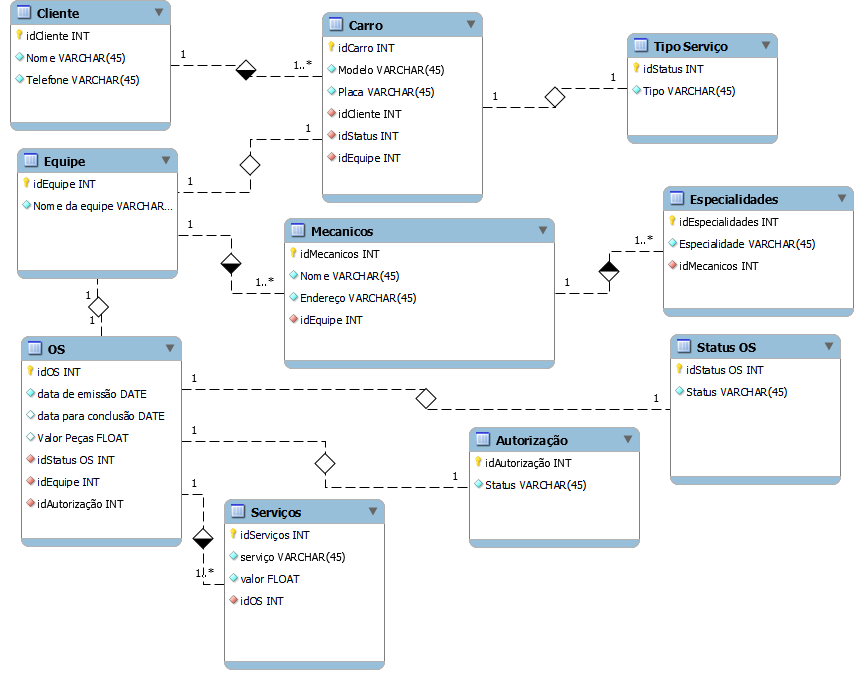 Cliente
idCliente INT
Nome VARCHAR(45)
Telefone VARCHAR(45)
1
1..*
Carro
idCarro INT
Modelo VARCHAR(45)
Placa VARCHAR(45)
idCliente INT
idStatus INT
idEquipe INT
1
1
Tipo Serviço
idStatus INT
Tipo VARCHAR(45)
Equipe
idEquipe INT
Nome da equipe VARCHAR...
1
1
1
1..*
Mecanicos
idMecanicos INT
Nome VARCHAR(45)
Endereço VARCHAR(45)
idEquipe INT
1
1..*
Especialidades
idEspecialidades INT
Especialidade VARCHAR(45)
idMecanicos INT
1
1
OS
idOS INT
data de emissão DATE
data para conclusão DATE
Valor Peças FLOAT
idStatus OS INT
idEquipe INT
idAutorização INT
1
1
Status OS
idStatus OS INT
Status VARCHAR(45)
1
1
Autorização
idAutorização INT
Status VARCHAR(45)
1
1..*
Serviços
idServiços INT
serviço VARCHAR(45)
valor FLOAT
idOS INT